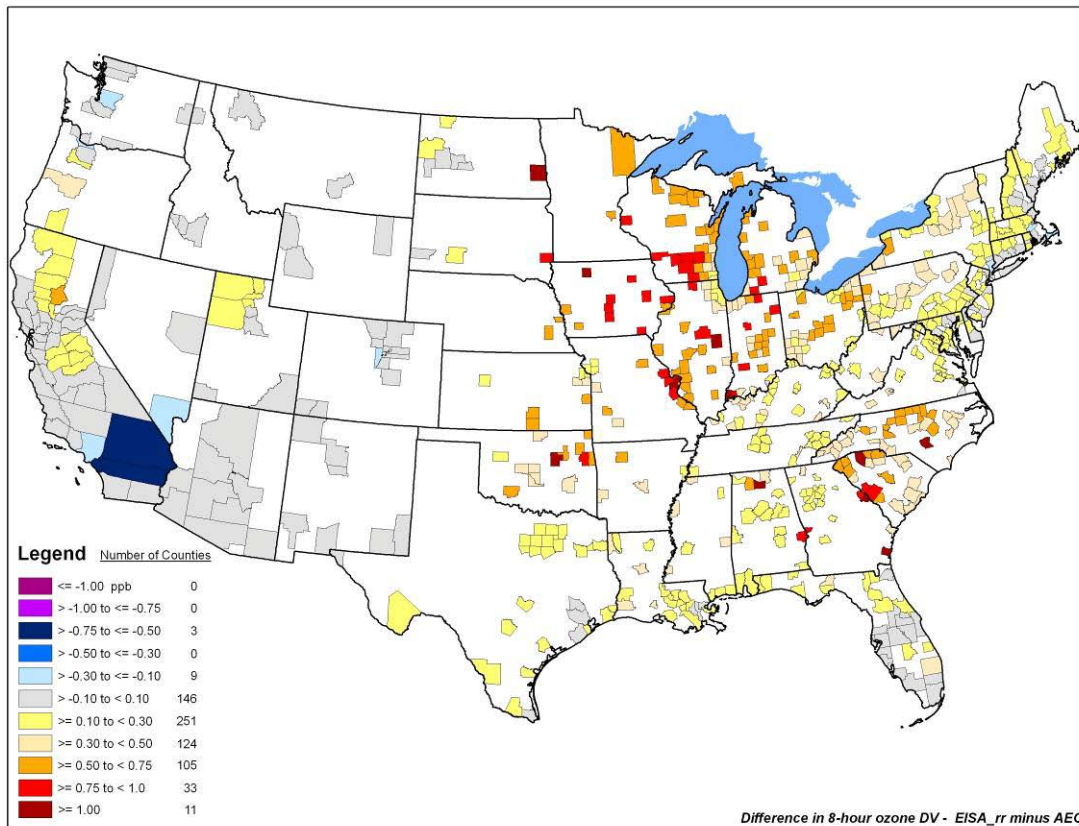 Legend Number of Counties
<= -1.00 ppb 0
> -1.00 to <= -0.75 0
> -0.75 to <= -0.50 3
> -0.50 to <= -0.30 0
> -0.30 to <= -0.10 9
> -0.10 to < 0.10 146
>= 0.10 to < 0.30 251
>= 0.30 to < 0.50 124
>= 0.50 to < 0.75 105
>= 0.75 to < 1.0 33
>= 1.00 11
Difference in 8-hour ozone DV - EISA_rr minus AEO